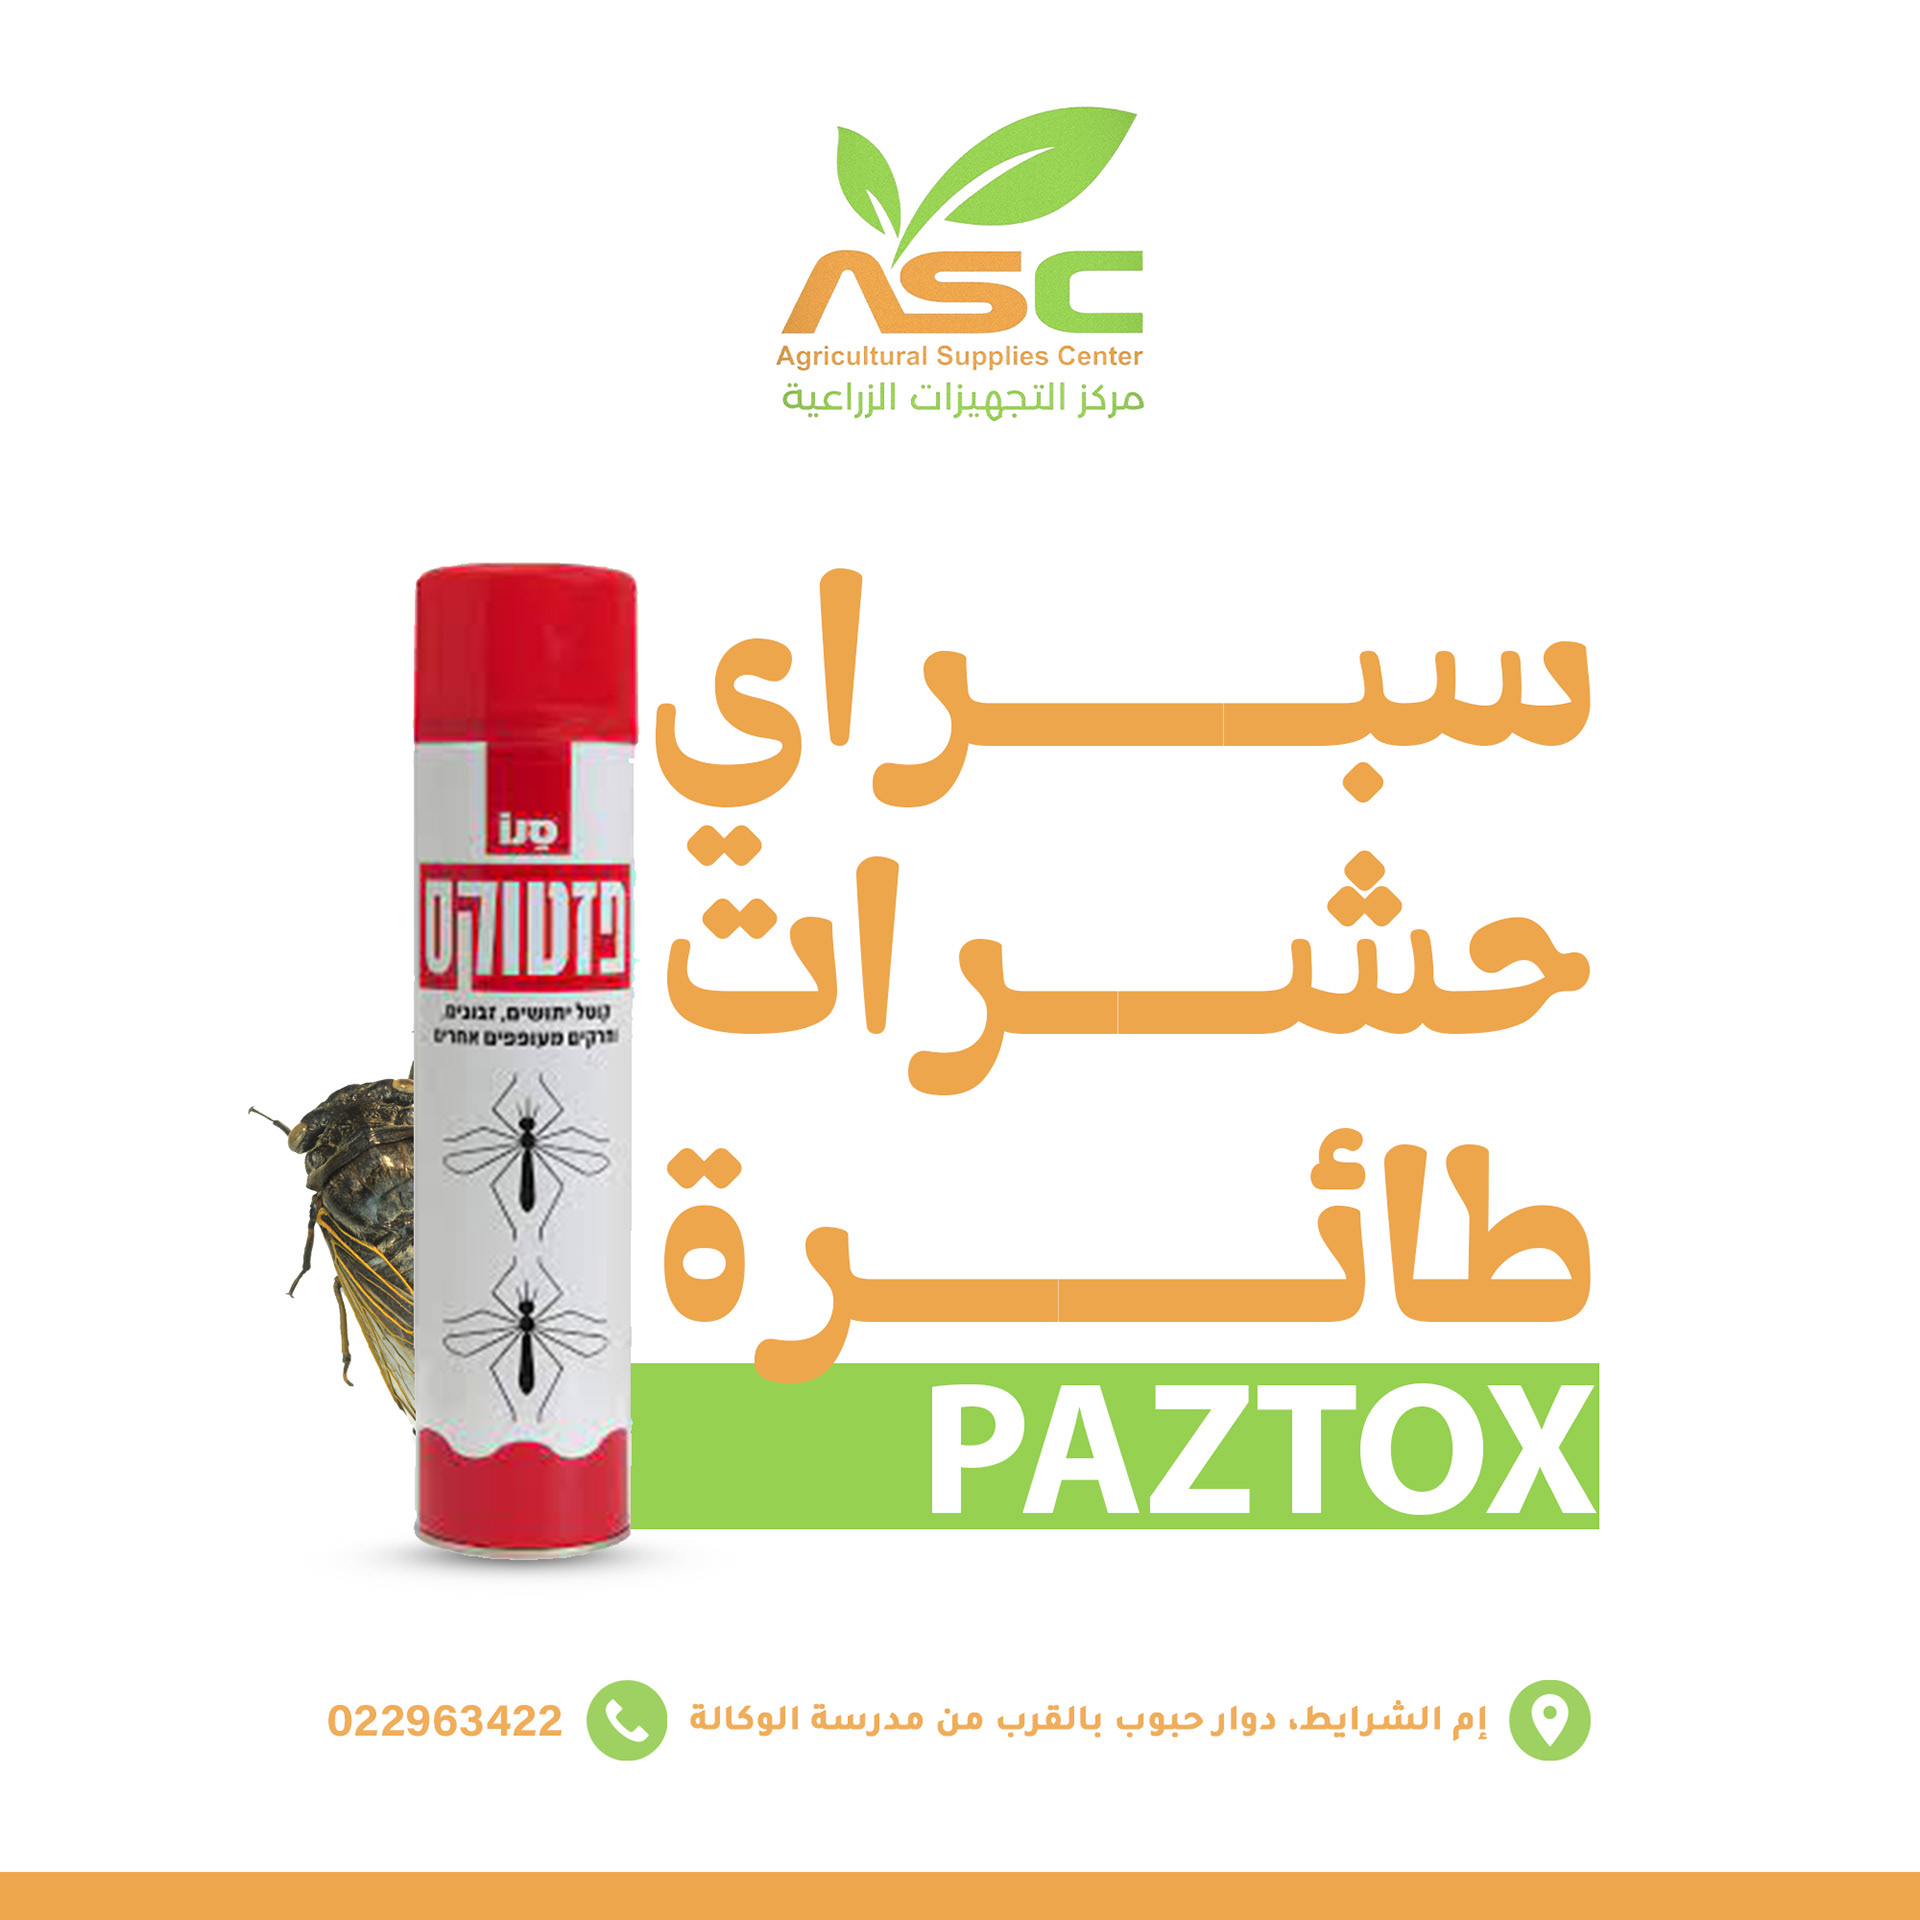 ASC
Agricultural Supplies Center
مركز التجهيزات الزراعية
سبراي
حشرات
طائرة
PAZTOX
סנו
פזטוקס
קוטל יתושים, זבובים,
וחרקים מעופפים אחרים
إم الشرايط، دوار حبوب بالقرب من مدرسة الوكالة
022963422